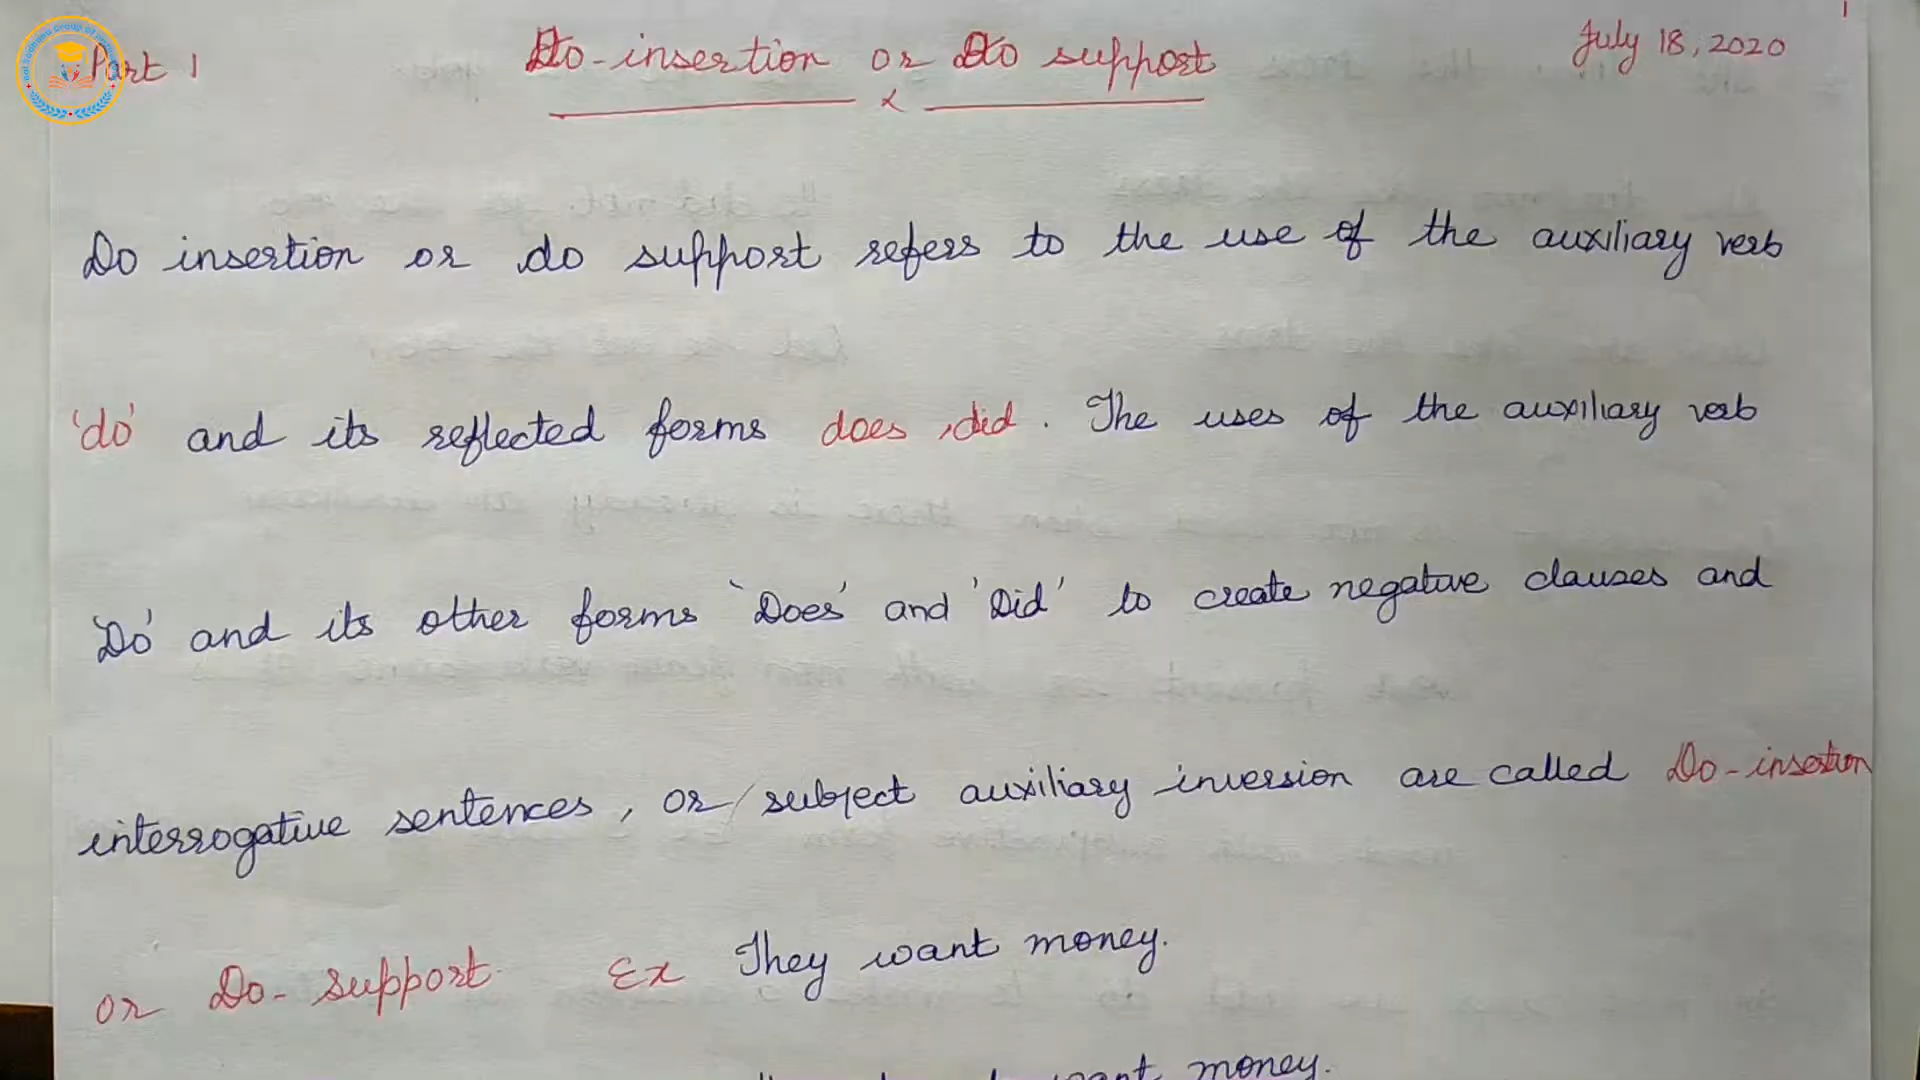 Part 1 Do-insertion or Do support July 18, 2020
1
Do insertion or do support refers to the use of the auxiliary verb
'do' and its reflected forms does, did. The uses of the auxiliary verb
'Do' and its other forms 'Does' and 'Did' to create negative clauses and
interrogative sentences, or subject auxiliary inversion are called Do-insertion
or Do-support. Ex They want money.
want money.